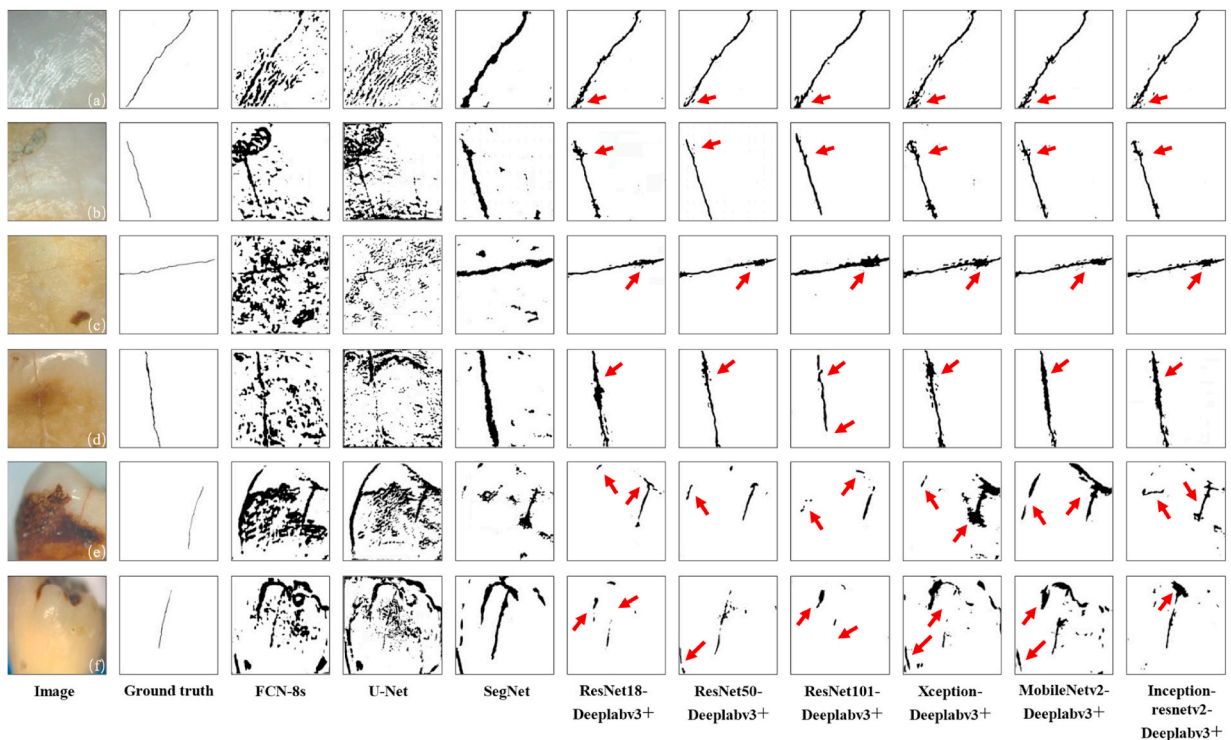 (a)
(b)
(c)
(d)
(e)
(f)
Image Ground truth FCN-8s U-Net SegNet ResNet18- ResNet50- ResNet101- Xception- MobileNetv2- Inception-
Deeplabv3+ Deeplabv3+ Deeplabv3+ Deeplabv3+ Deeplabv3+ resnetv2-
Deeplabv3+